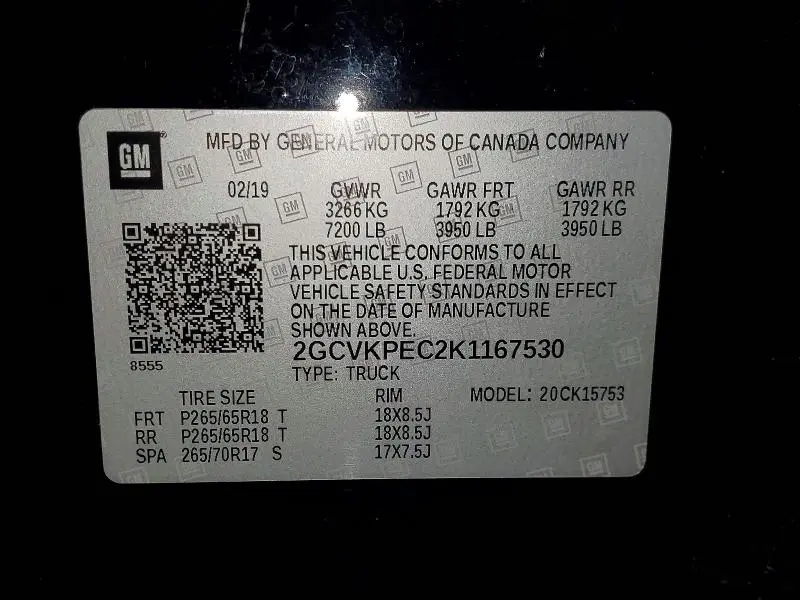 GM
MFD BY GENERAL MOTORS OF CANADA COMPANY
02/19 GVWR GAWR FRT GAWR RR
3266 KG 1792 KG 1792 KG
7200 LB 3950 LB 3950 LB
THIS VEHICLE CONFORMS TO ALL
APPLICABLE U.S. FEDERAL MOTOR
VEHICLE SAFETY STANDARDS IN EFFECT
ON THE DATE OF MANUFACTURE
SHOWN ABOVE.
2GCVKPEC2K1167530
8555
TYPE: TRUCK
TIRE SIZE RIM MODEL: 20CK15753
FRT P265/65R18 T 18X8.5J
RR P265/65R18 T 18X8.5J
SPA 265/70R17 S 17X7.5J